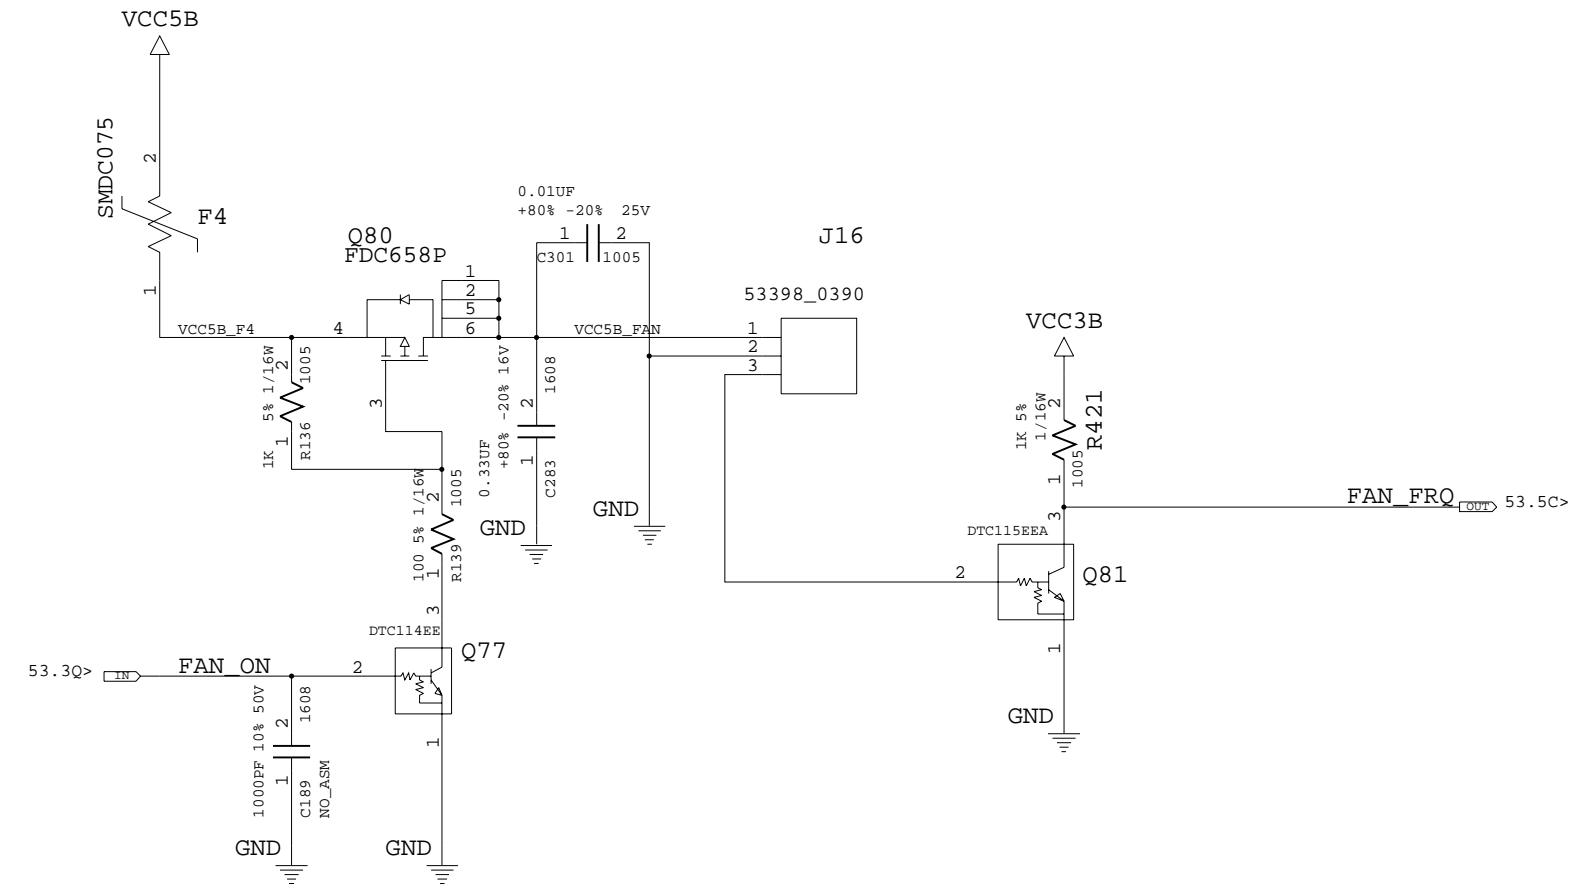 VCC5B
2
SMDC075
F4
1
0.01UF
+80% -20% 25V
1 2
C301 1005
Q80
FDC658P
1
2
5
6
4
3
VCC5B_F4
VCC5B_FAN
J16
53398_0390
1
2
3
1K 5% 1/16W
2
1
1005
R136
0.33UF
+80% -20% 16V
2
1
1608
C283
GND
GND
100 5% 1/16W
2
1
1005
R139
3
DTC114EE
Q77
53.3Q> IN FAN_ON 2
1
1000PF 10% 50V
2
1
1608
C189
NO_ASM
GND
GND
VCC3B
1K 5%
1/16W
2
1
R421
1005
FAN_FRQ OUT 53.5C>
3
DTC115EEA
2
Q81
1
GND